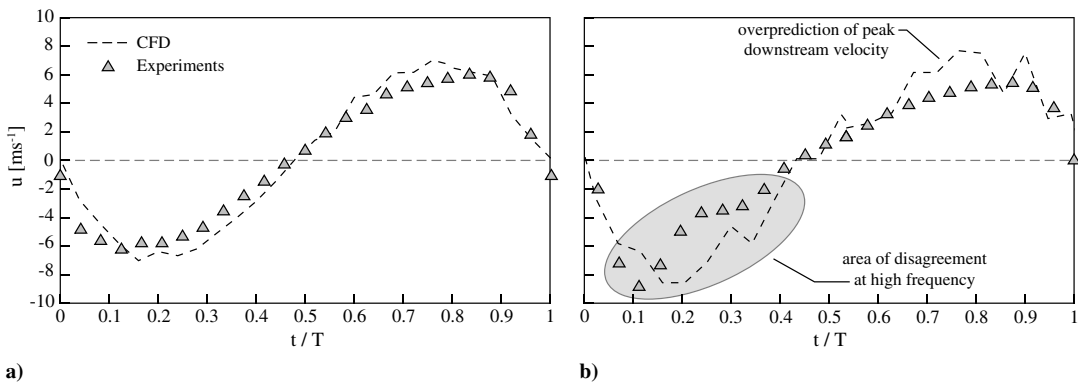 10
8
6
4
2
0
-2
-4
-6
-8
-10
u [ms-1]
CFD
Experiments
0 0.1 0.2 0.3 0.4 0.5 0.6 0.7 0.8 0.9 1
t / T
a)
overprediction of peak
downstream velocity
area of disagreement
at high frequency
0 0.1 0.2 0.3 0.4 0.5 0.6 0.7 0.8 0.9 1
t / T
b)